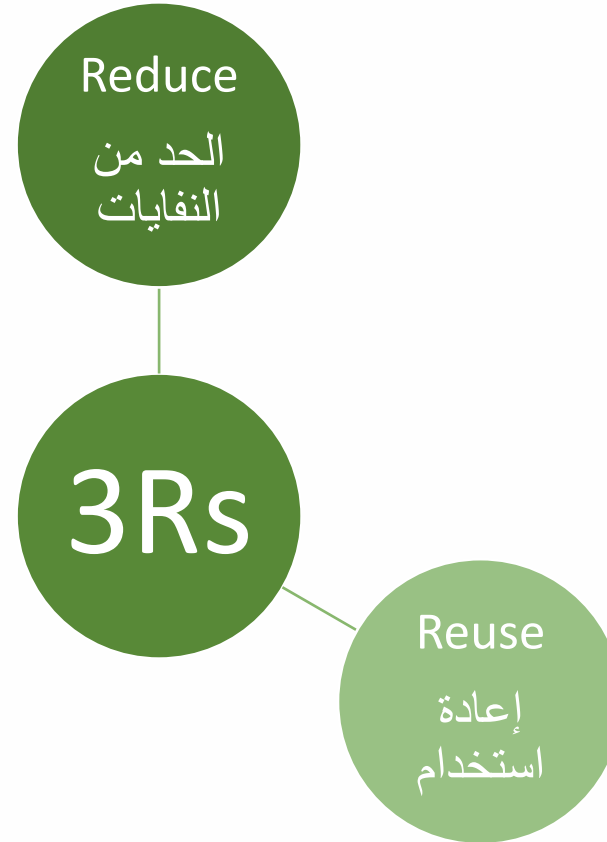 Reduce
الحد من
النفايات
3Rs
Reuse
إعادة
استخدام